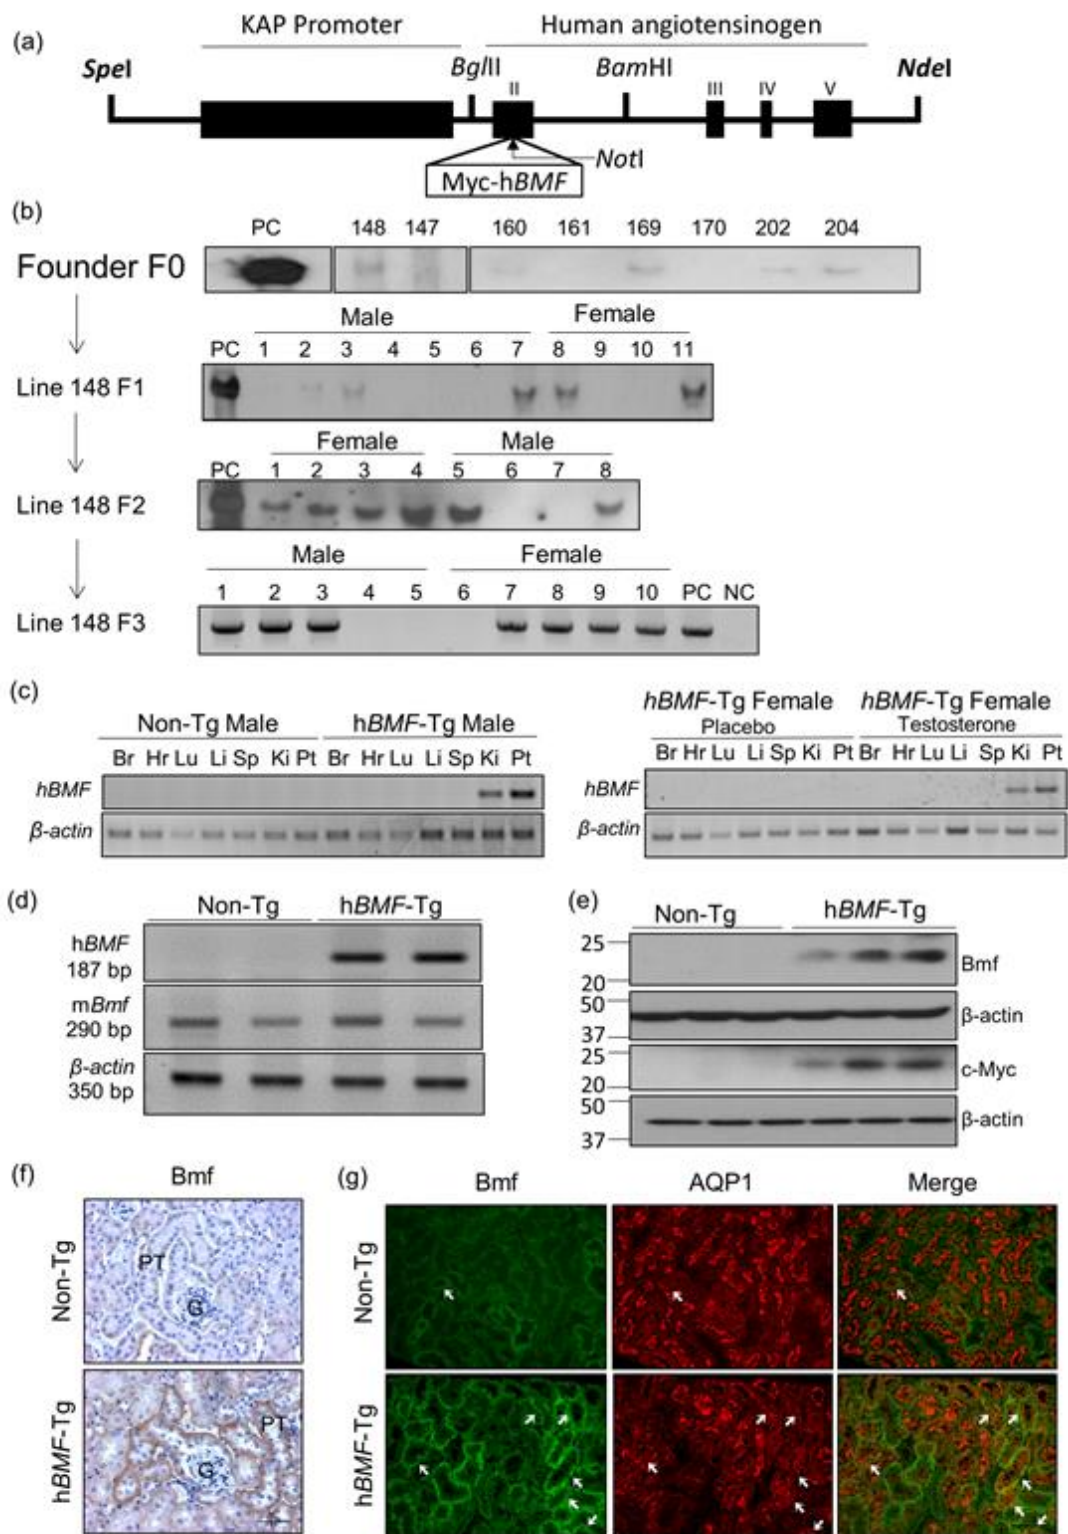 (a)
KAP Promoter Human angiotensinogen
SpeI BglII BamHI NdeI
II III IV V
NotI
Myc-hBMF
(b)
PC 148 147 160 161 169 170 202 204
Founder F0
Male Female
PC 1 2 3 4 5 6 7 8 9 10 11
Line 148 F1
Female Male
PC 1 2 3 4 5 6 7 8
Line 148 F2
Male Female
1 2 3 4 5 6 7 8 9 10 PC NC
Line 148 F3
(c)
Non-Tg Male hBMF-Tg Male
Br Hr Lu Li Sp Ki Pt Br Hr Lu Li Sp Ki Pt
hBMF
β-actin
hBMF-Tg Female hBMF-Tg Female
Placebo Testosterone
Br Hr Lu Li Sp Ki Pt Br Hr Lu Li Sp Ki Pt
hBMF
β-actin
(d)
Non-Tg hBMF-Tg
hBMF
187 bp
mBmf
290 bp
β-actin
350 bp
(e)
Non-Tg hBMF-Tg
25
20
Bmf
50
37
β-actin
25
20
c-Myc
50
37
β-actin
(f)
Bmf
Non-Tg
PT
G
hBMF-Tg
PT
G
(g)
Bmf AQP1 Merge
Non-Tg
hBMF-Tg